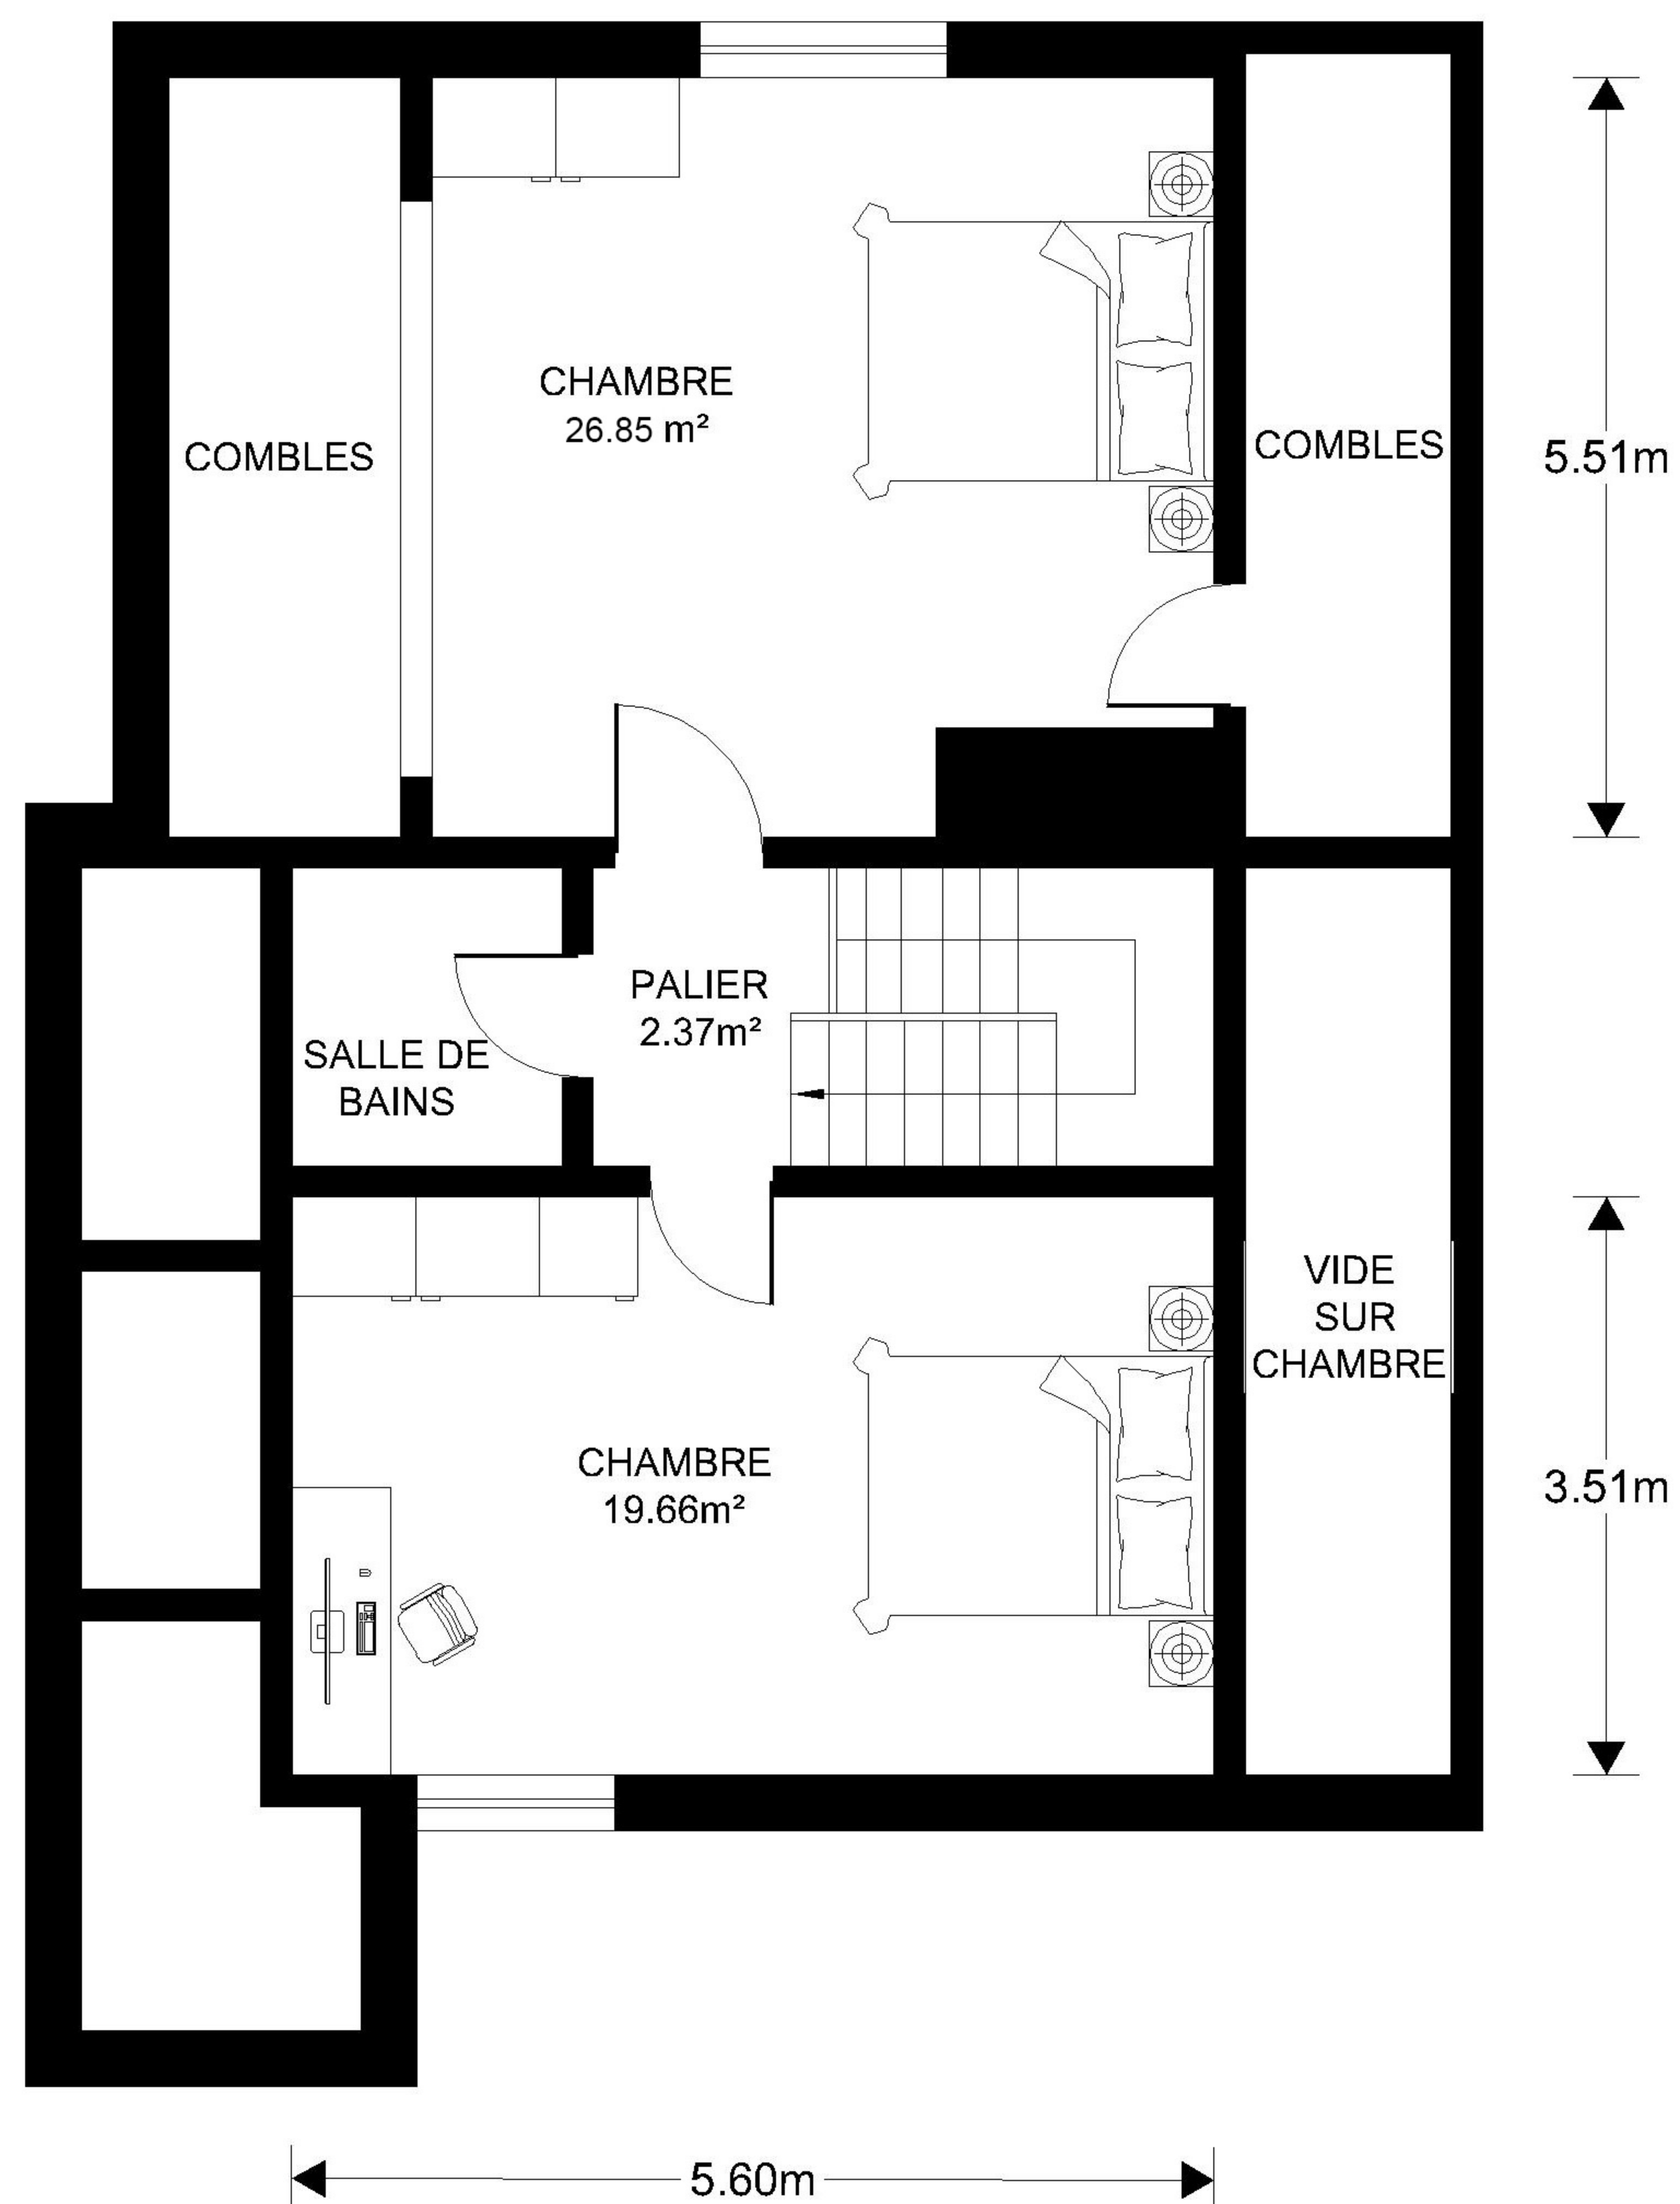 CHAMBRE
26.85 m²
COMBLES
COMBLES
5.51m
PALIER
2.37m²
SALLE DE
BAINS
VIDE
SUR
CHAMBRE
CHAMBRE
19.66m²
3.51m
5.60m